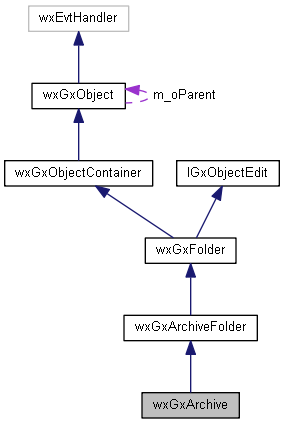 wxEvtHandler
wxGxObject
m_oParent
wxGxObjectContainer
IGxObjectEdit
wxGxFolder
wxGxArchiveFolder
wxGxArchive